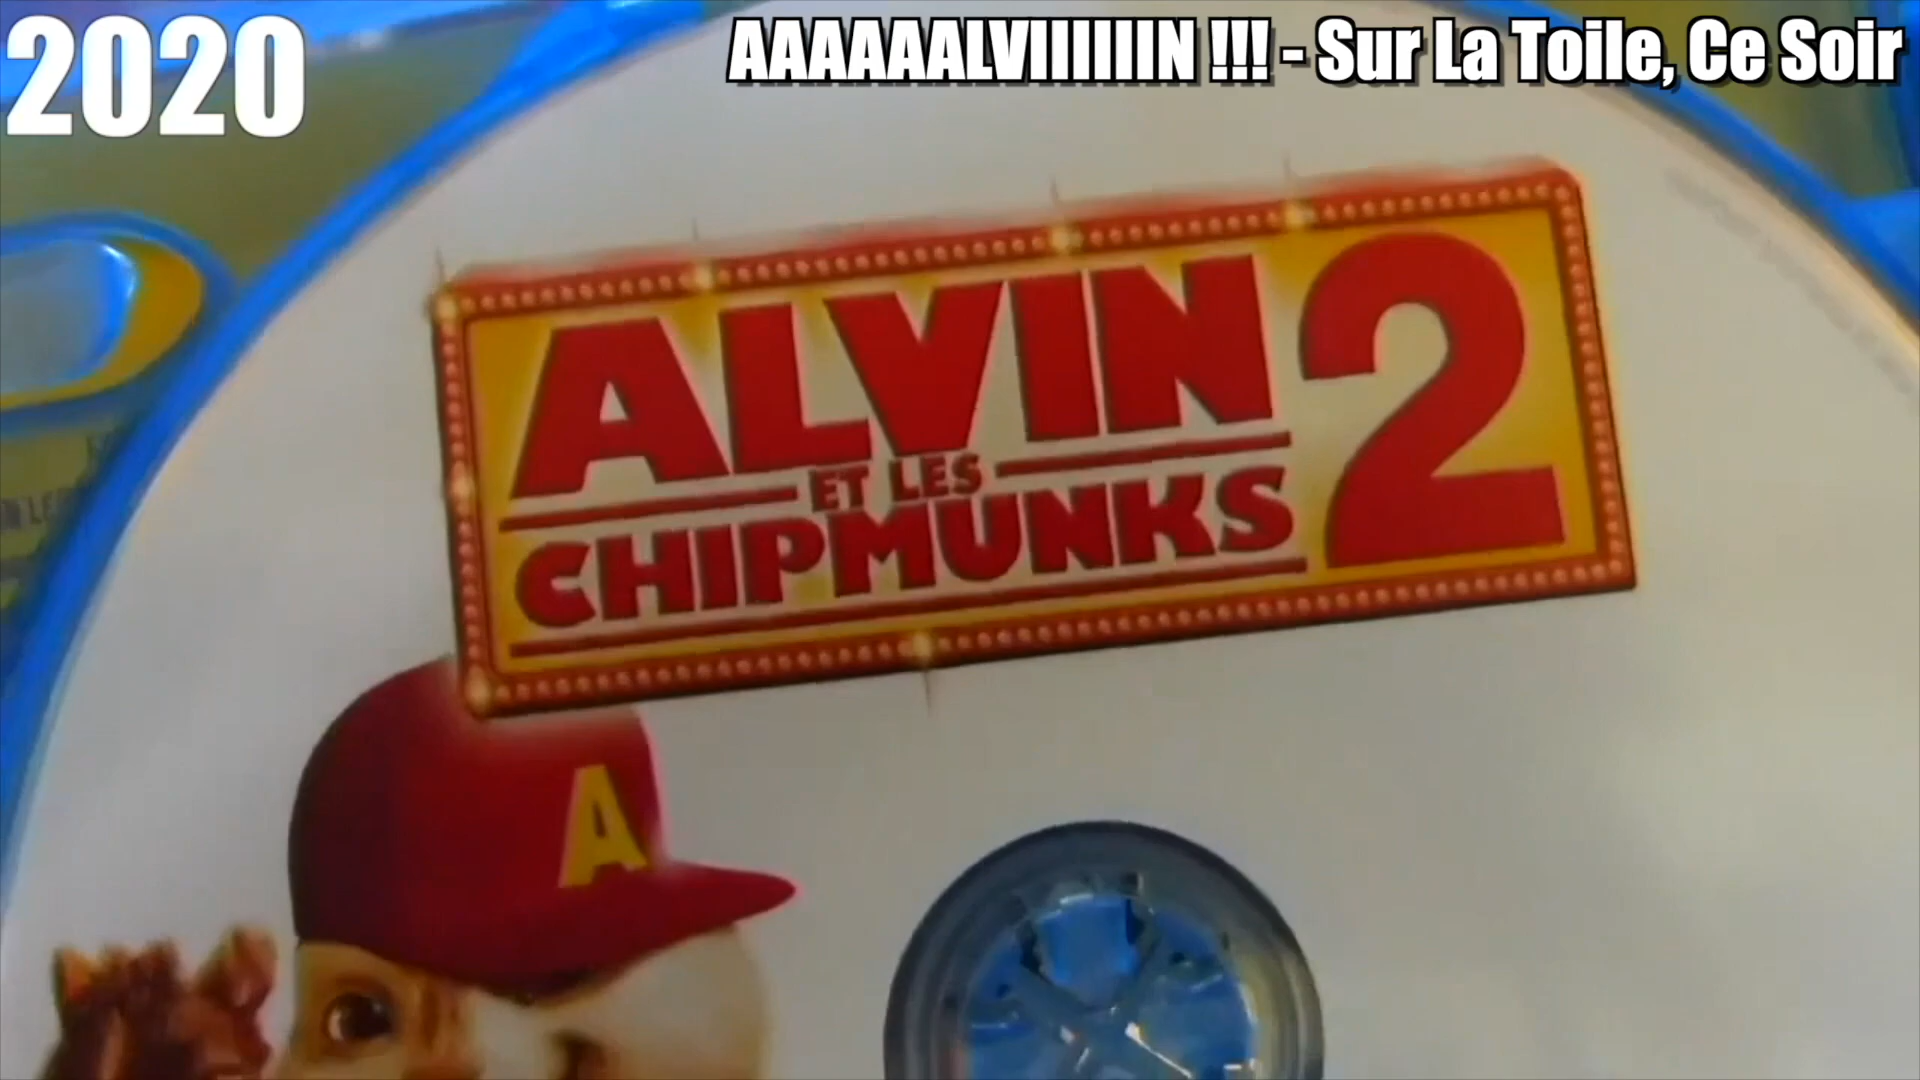 2020
AAAAAALVIIIIIIN !!! - Sur La Toile, Ce Soir
ALVIN 2
ET LES
CHIPMUNKS
A